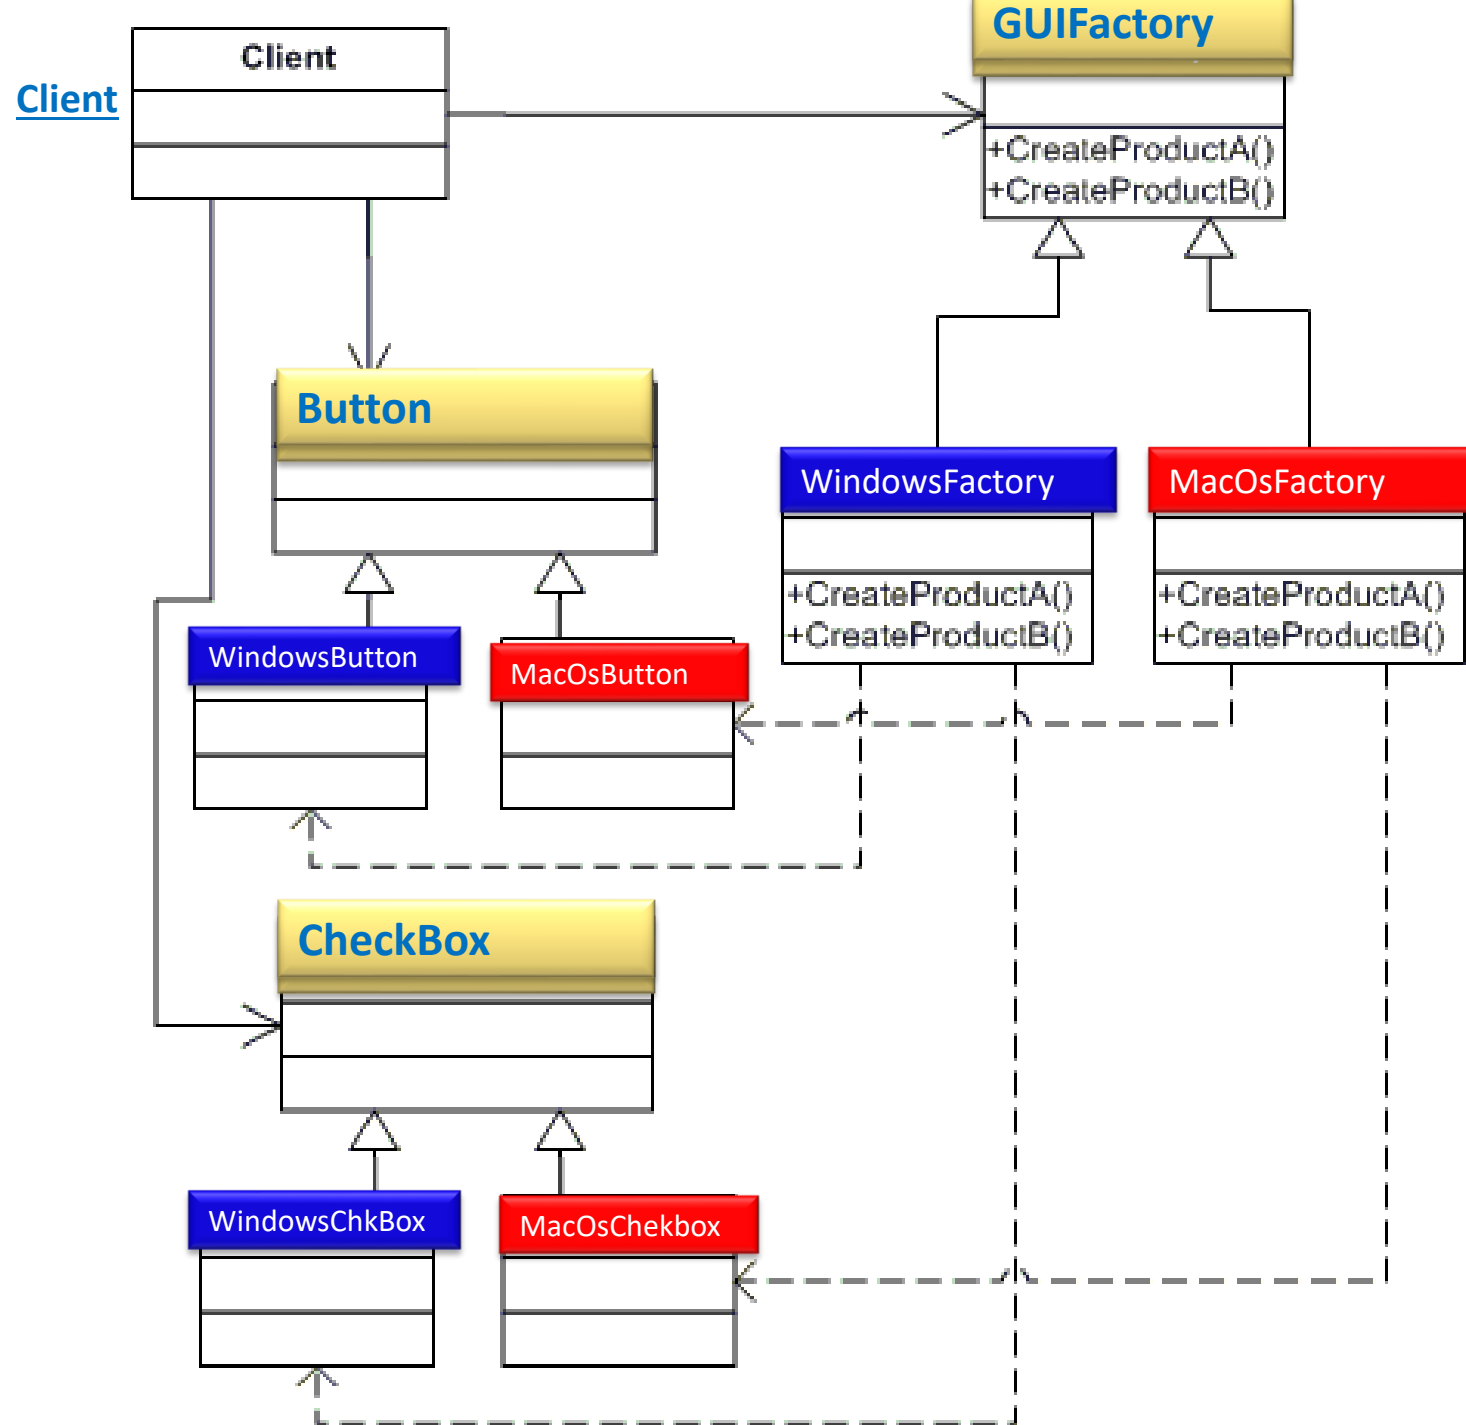 Client
Client
GUIFactory
+CreateProductA()
+CreateProductB()
Button
WindowsFactory
MacOsFactory
+CreateProductA()
+CreateProductB()
+CreateProductA()
+CreateProductB()
WindowsButton
MacOsButton
CheckBox
WindowsChkBox
MacOsChekbox